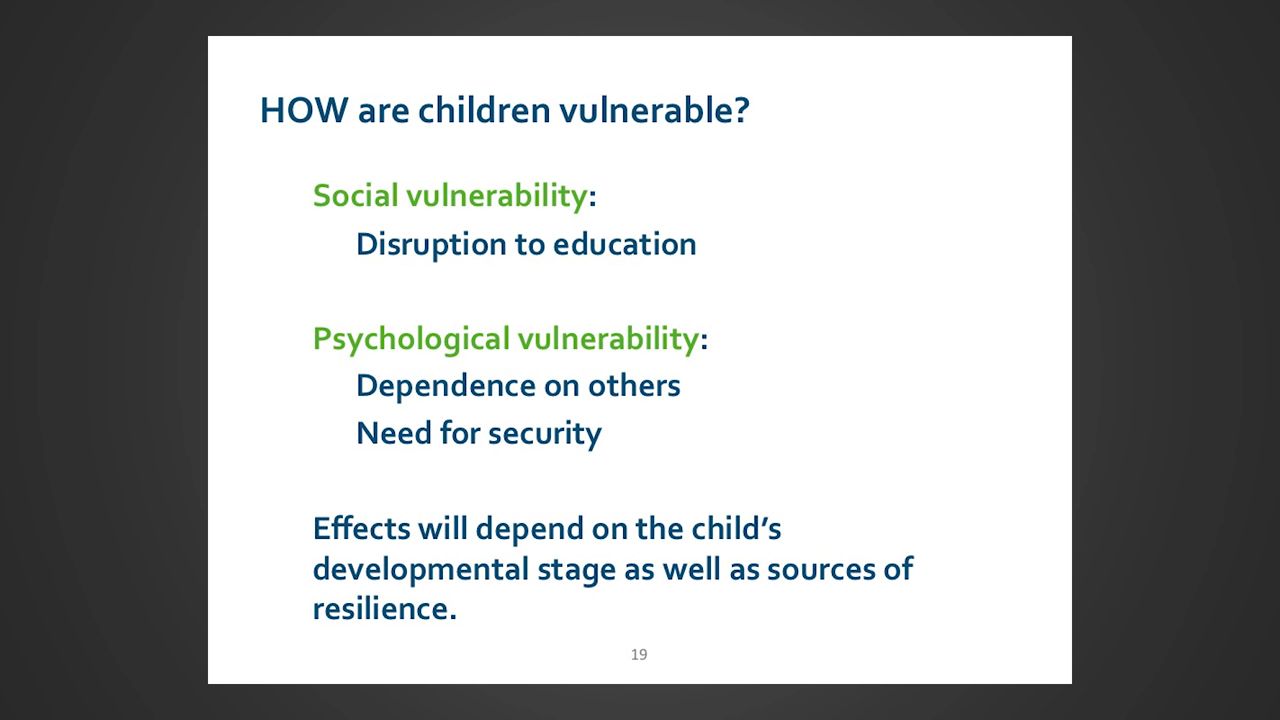 HOW are children vulnerable?
Social vulnerability:
Disruption to education
Psychological vulnerability:
Dependence on others
Need for security
Effects will depend on the child’s
developmental stage as well as sources of
resilience.
19